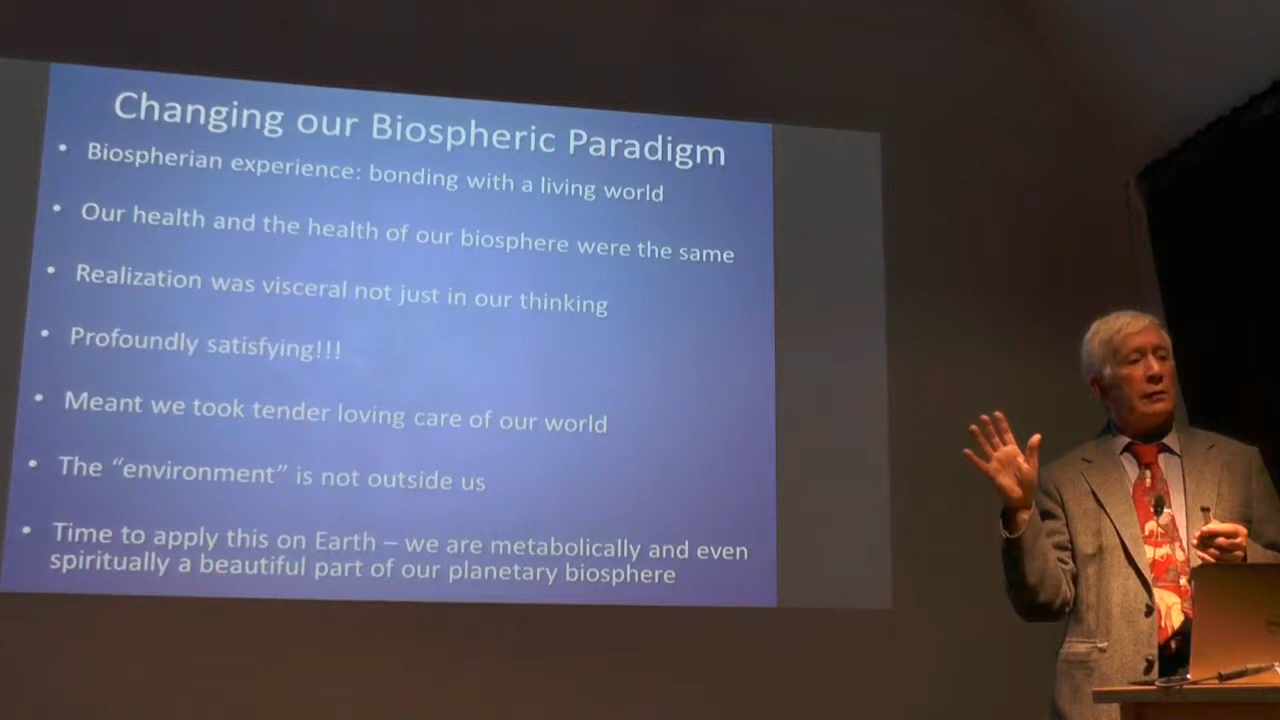 Changing our Biospheric Paradigm
• Biospherian experience: bonding with a living world
• Our health and the health of our biosphere were the same
• Realization was visceral not just in our thinking
• Profoundly satisfying!!!
• Meant we took tender loving care of our world
• The “environment” is not outside us
• Time to apply this on Earth – we are metabolically and even
spiritually a beautiful part of our planetary biosphere